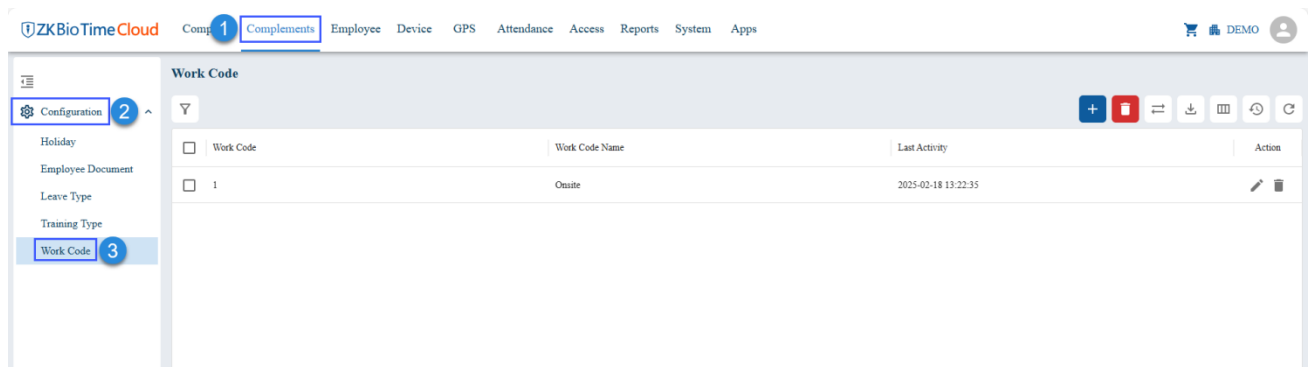 ZKBioTime Cloud
Comp 1 Complements Employee Device GPS Attendance Access Reports System Apps DEMO
Work Code
Configuration 2
Holiday
Employee Document
Leave Type
Training Type
Work Code 3
Work Code Work Code Name Last Activity Action
1 Onsite 2025-02-18 13:22:35